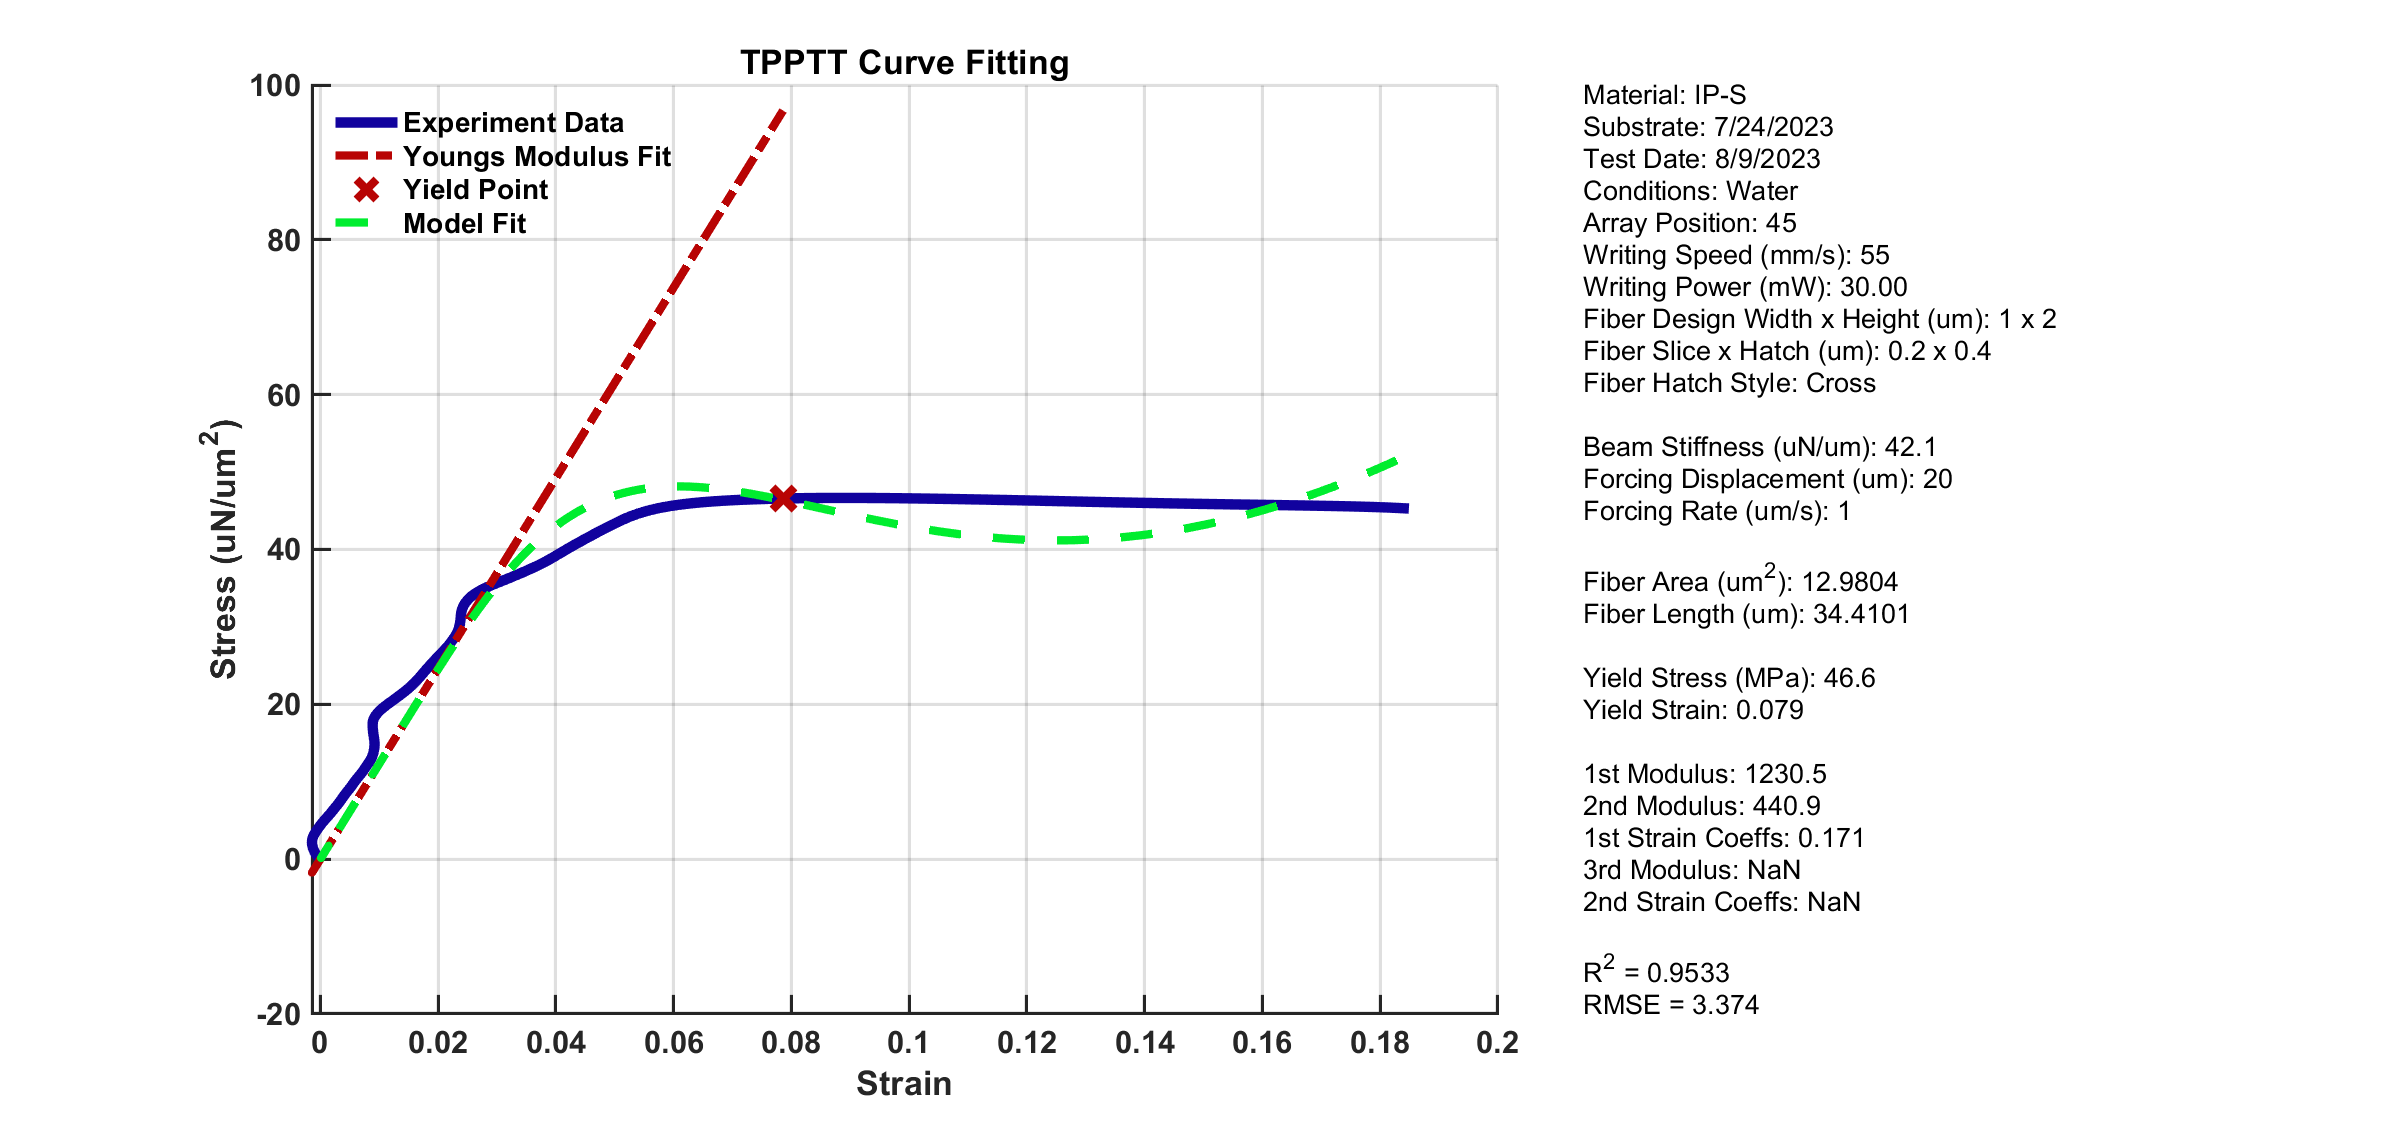 TPPTT Curve Fitting
100
80
60
40
20
0
-20
Stress (uN/um²)
Experiment Data
Youngs Modulus Fit
Yield Point
Model Fit
0 0.02 0.04 0.06 0.08 0.1 0.12 0.14 0.16 0.18 0.2
Strain
Material: IP-S
Substrate: 7/24/2023
Test Date: 8/9/2023
Conditions: Water
Array Position: 45
Writing Speed (mm/s): 55
Writing Power (mW): 30.00
Fiber Design Width x Height (um): 1 x 2
Fiber Slice x Hatch (um): 0.2 x 0.4
Fiber Hatch Style: Cross
Beam Stiffness (uN/um): 42.1
Forcing Displacement (um): 20
Forcing Rate (um/s): 1
Fiber Area (um²): 12.9804
Fiber Length (um): 34.4101
Yield Stress (MPa): 46.6
Yield Strain: 0.079
1st Modulus: 1230.5
2nd Modulus: 440.9
1st Strain Coeffs: 0.171
3rd Modulus: NaN
2nd Strain Coeffs: NaN
R² = 0.9533
RMSE = 3.374